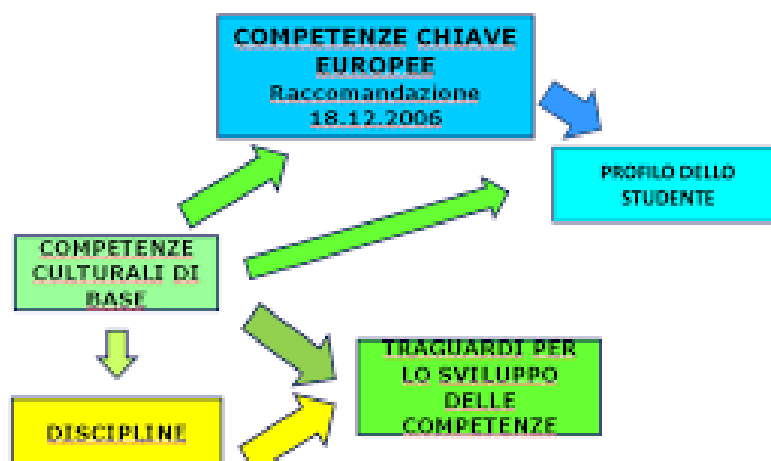 COMPETENZE CHIAVE
EUROPEE
Raccomandazione
18.12.2006
PROFILO DELLO
STUDENTE
COMPETENZE
CULTURALI DI
BASE
TRAGUARDI PER
LO SVILUPPO
DELLE
COMPETENZE
DISCIPLINE